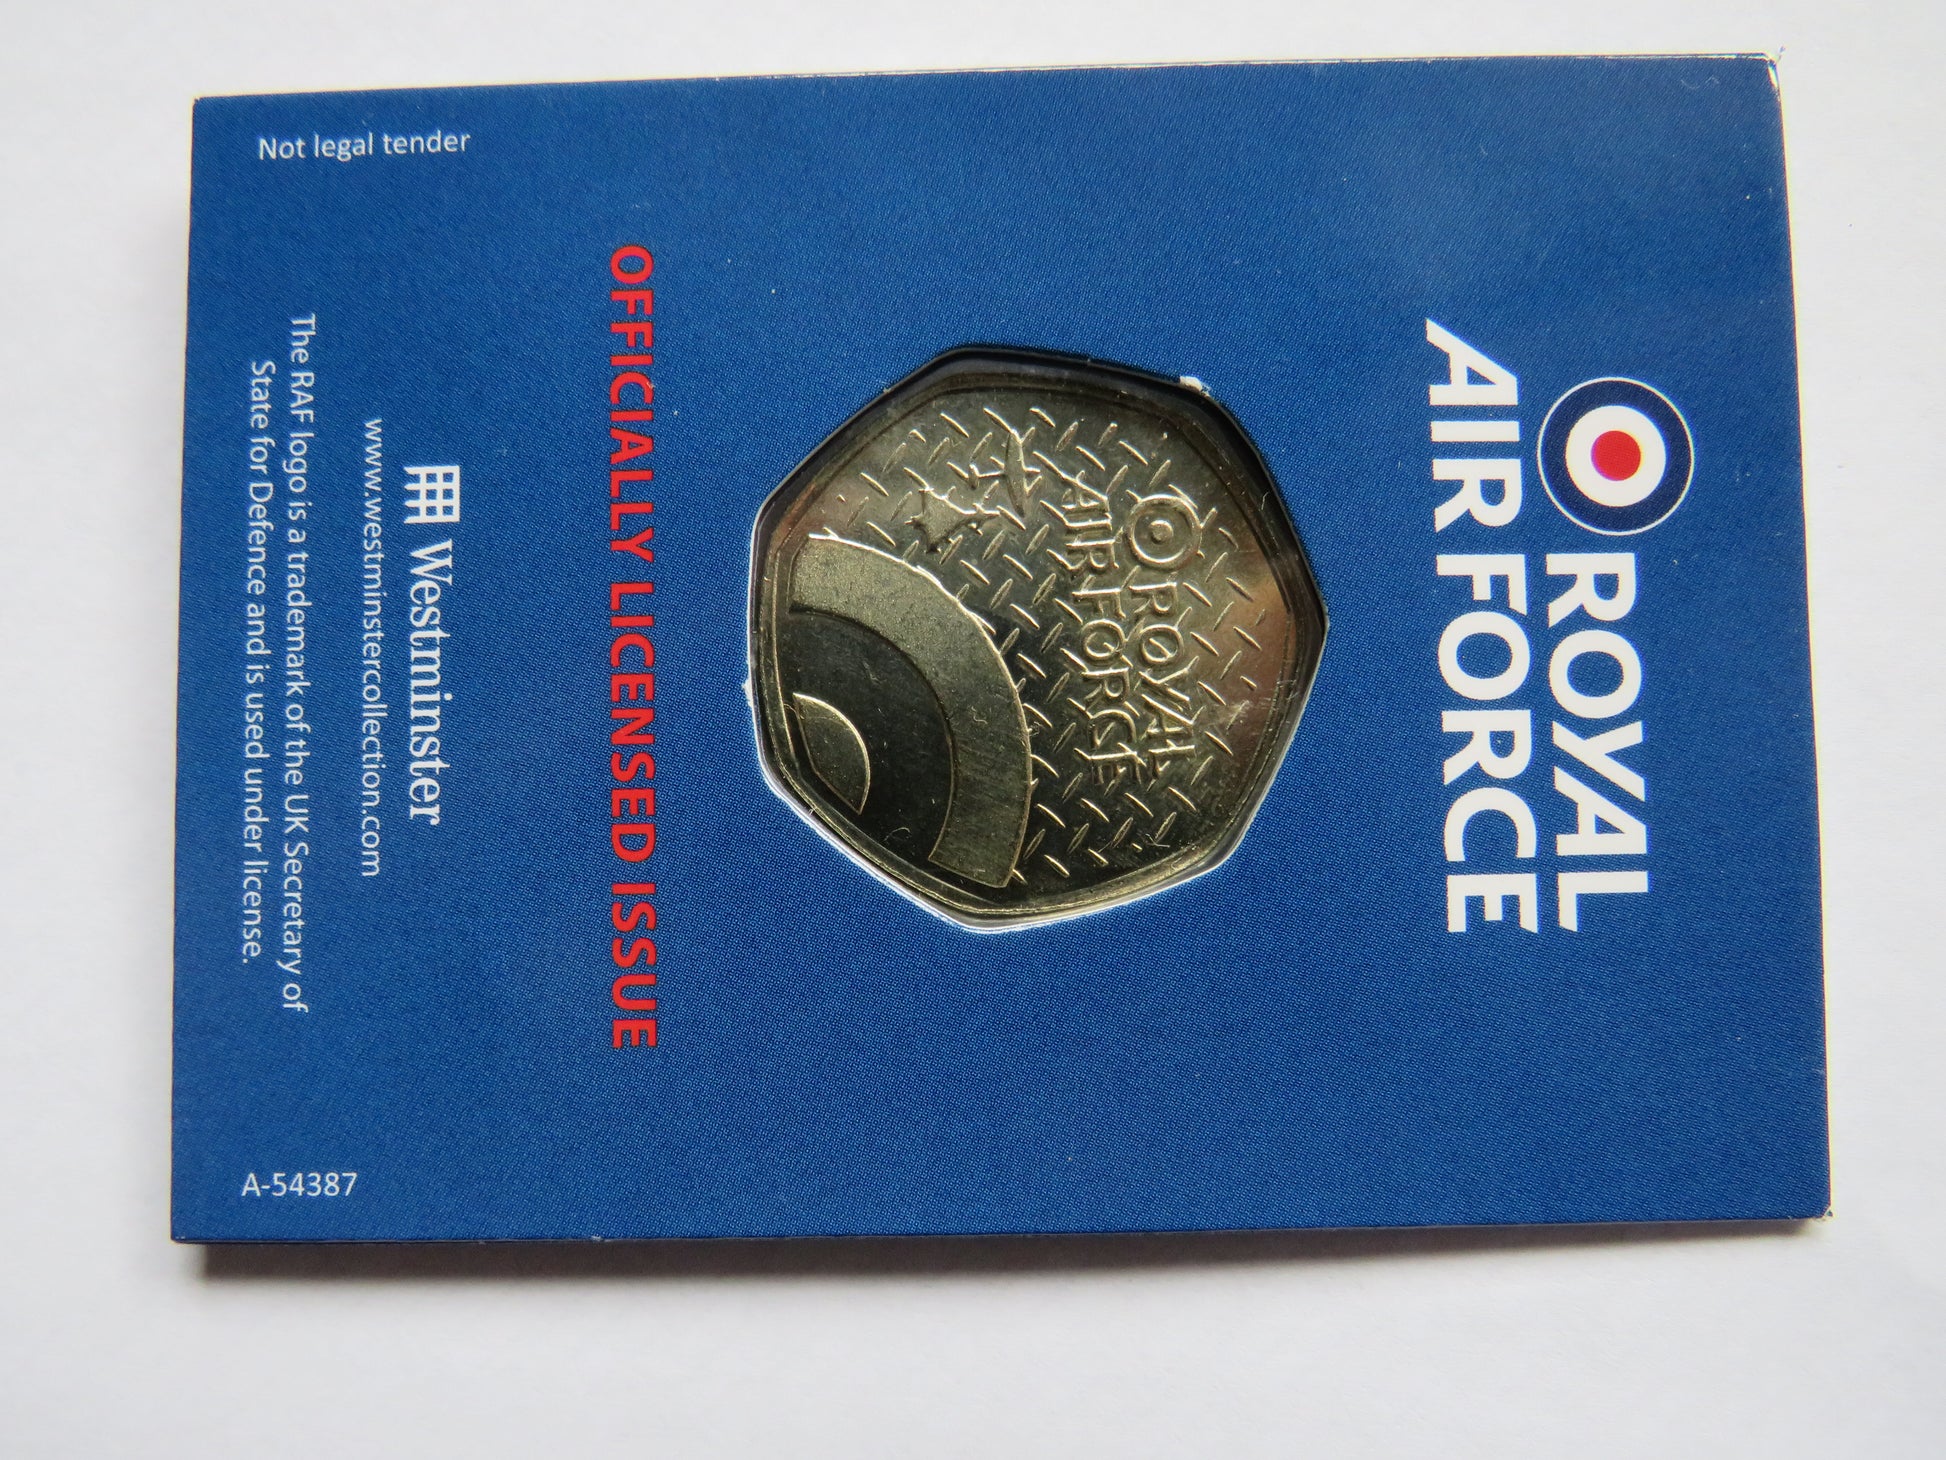 ROYAL
AIR FORCE
ROYAL
AIR FORCE
OFFICIALLY LICENSED ISSUE
Westminster
www.westminstercollection.com
The RAF logo is a trademark of the UK Secretary of
State for Defence and is used under license.
Not legal tender
A-54387